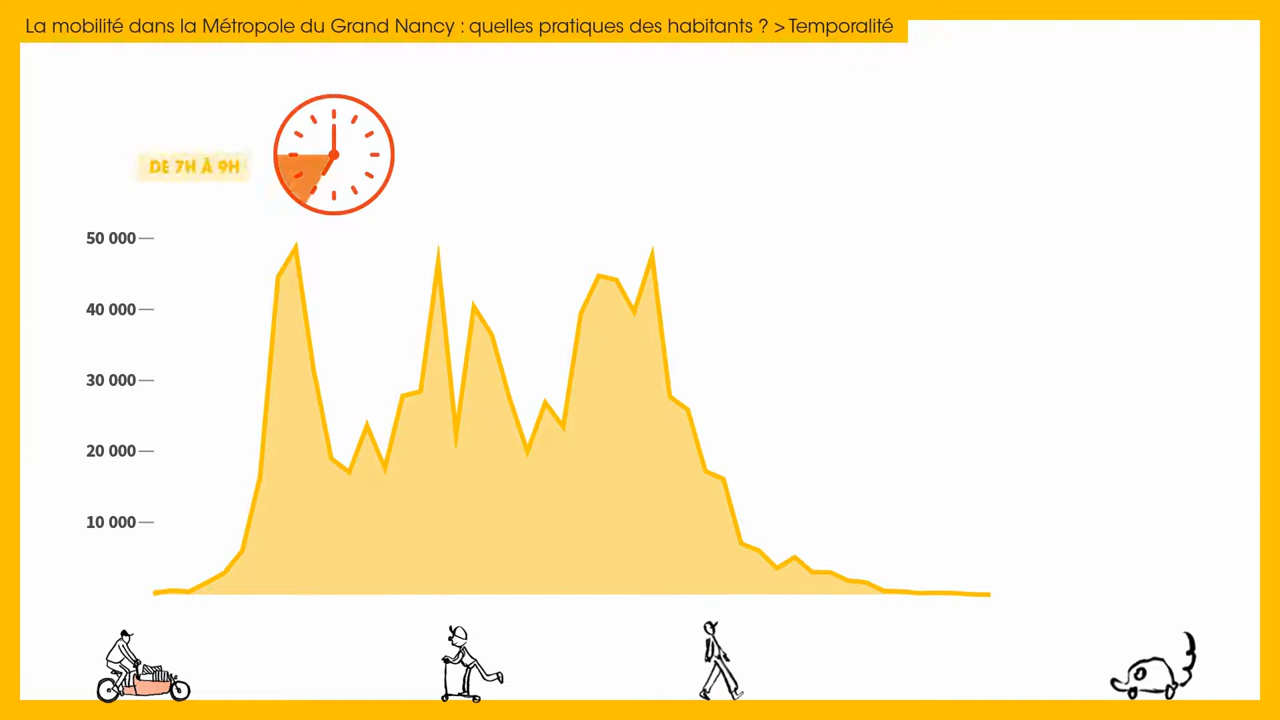 La mobilité dans la Métropole du Grand Nancy : quelles pratiques des habitants ? > Temporalité
DE 7H À 9H
50 000
40 000
30 000
20 000
10 000